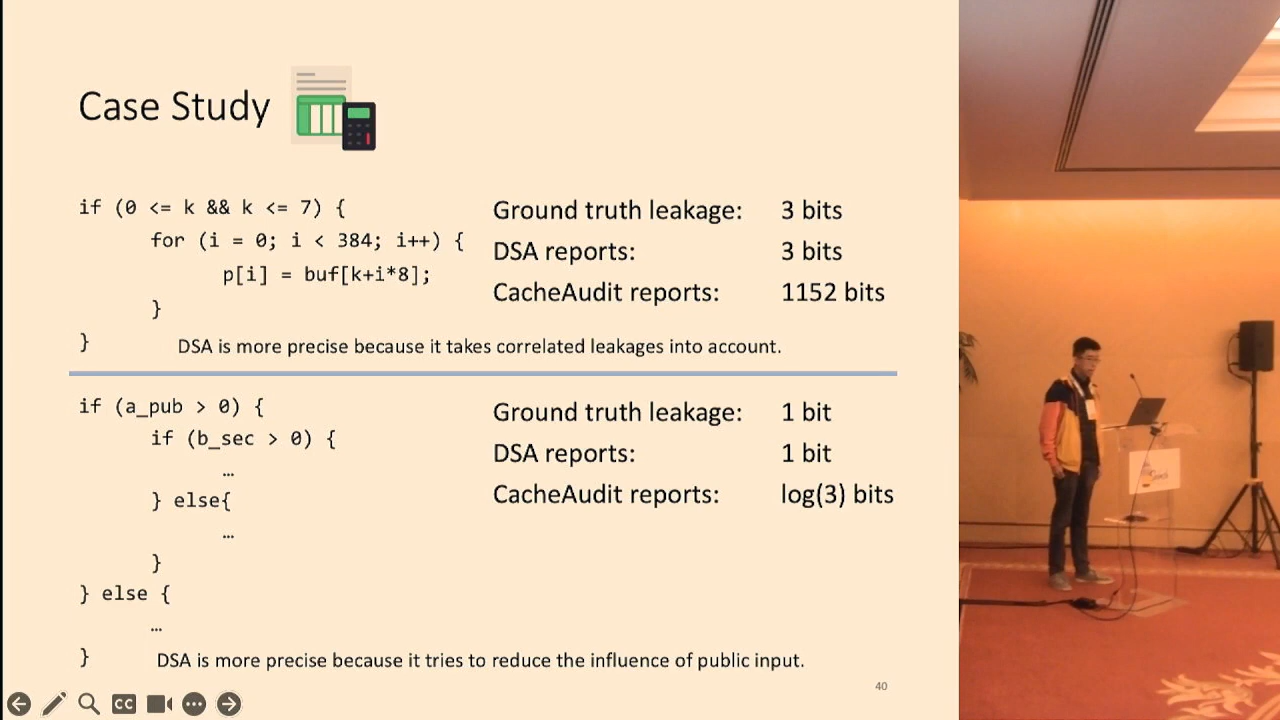 Case Study
if (0 <= k && k <= 7) {
for (i = 0; i < 384; i++) {
p[i] = buf[k+i*8];
}
}
Ground truth leakage: 3 bits
DSA reports: 3 bits
CacheAudit reports: 1152 bits
DSA is more precise because it takes correlated leakages into account.
if (a_pub > 0) {
if (b_sec > 0) {
…
} else{
…
}
} else {
…
}
Ground truth leakage: 1 bit
DSA reports: 1 bit
CacheAudit reports: log(3) bits
DSA is more precise because it tries to reduce the influence of public input.
40
CC